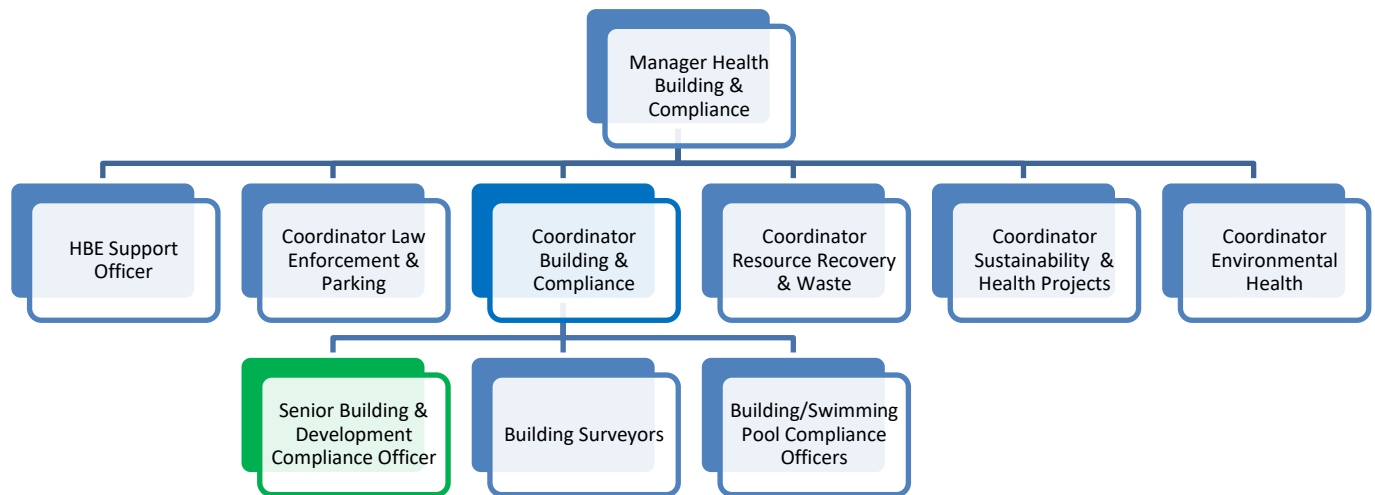 Manager Health
Building &
Compliance
HBE Support
Officer
Coordinator Law
Enforcement &
Parking
Coordinator
Building &
Compliance
Coordinator
Resource Recovery
& Waste
Coordinator
Sustainability &
Health Projects
Coordinator
Environmental
Health
Senior Building &
Development
Compliance Officer
Building Surveyors
Building/Swimming
Pool Compliance
Officers